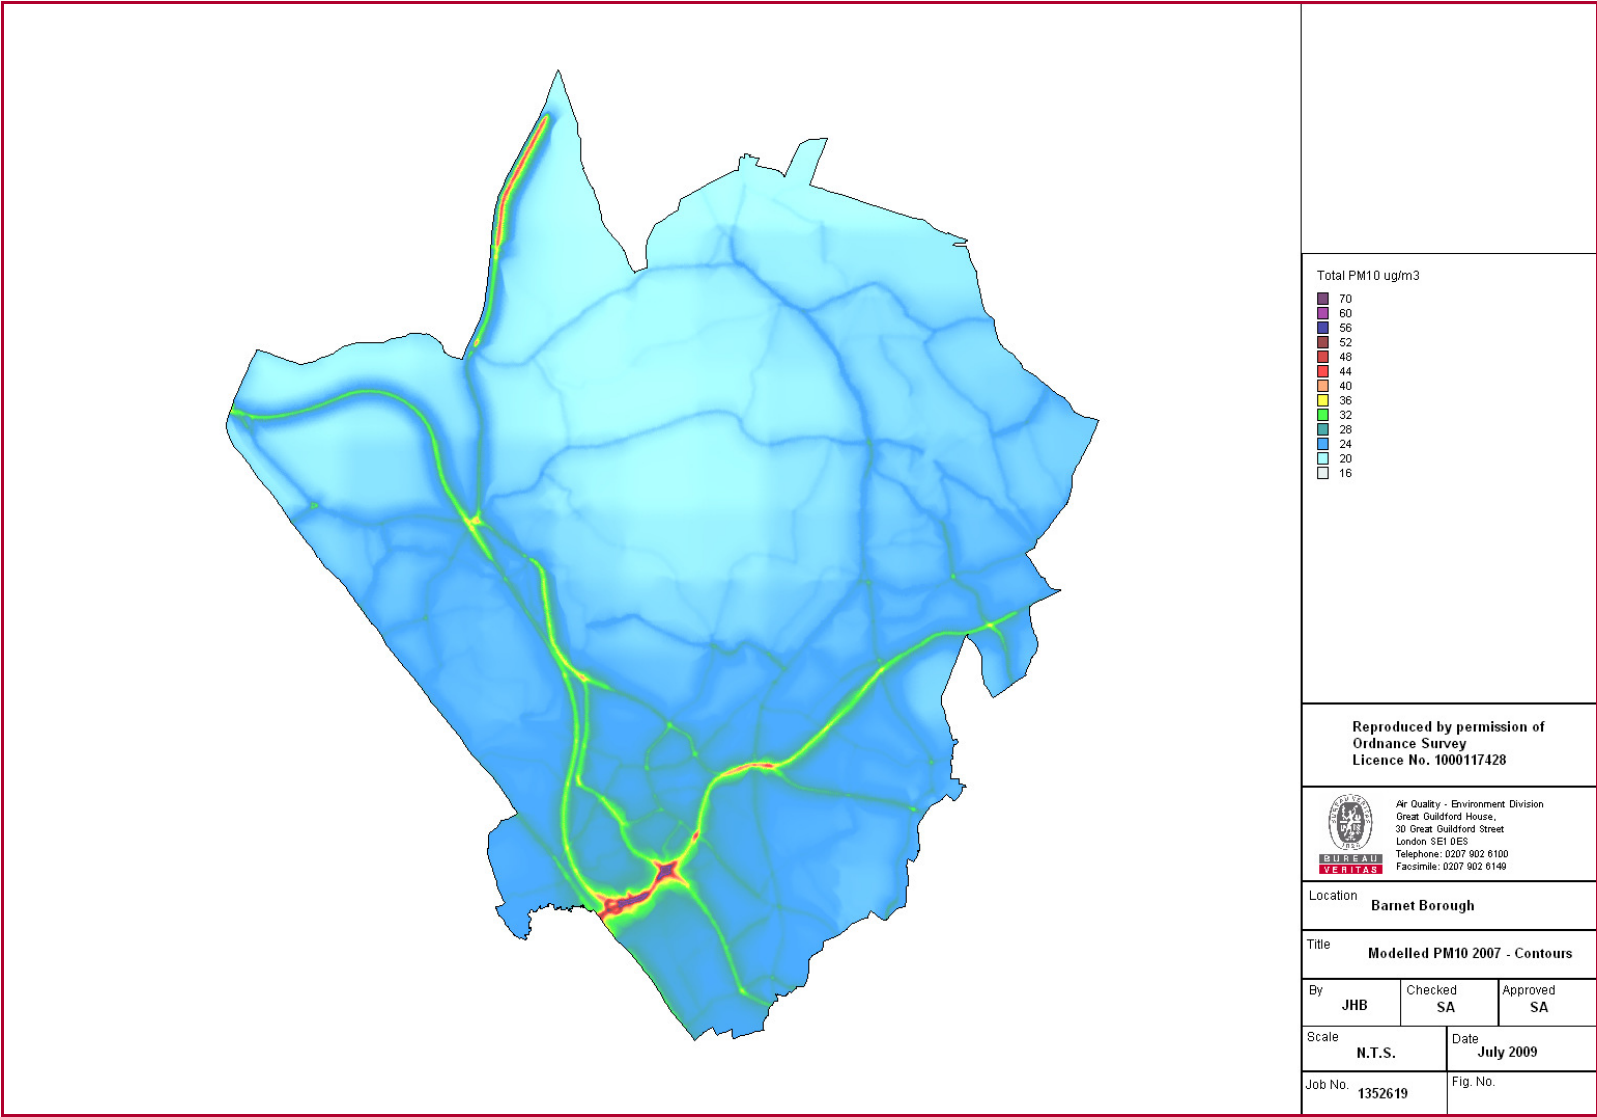 Total PM10 ug/m3
70
60
56
52
48
44
40
36
32
28
24
20
16
Reproduced by permission of
Ordnance Survey
Licence No. 1000117428
BUREAU VERITAS
1828
BUREAU
VERITAS
Air Quality - Environment Division
Great Guildford House,
30 Great Guildford Street
London SE1 0ES
Telephone: 0207 902 6100
Facsimile: 0207 902 6149
Location
Barnet Borough
Title
Modelled PM10 2007 - Contours
By
JHB
Checked
SA
Approved
SA
Scale
N.T.S.
Date
July 2009
Job No.
1352619
Fig. No.